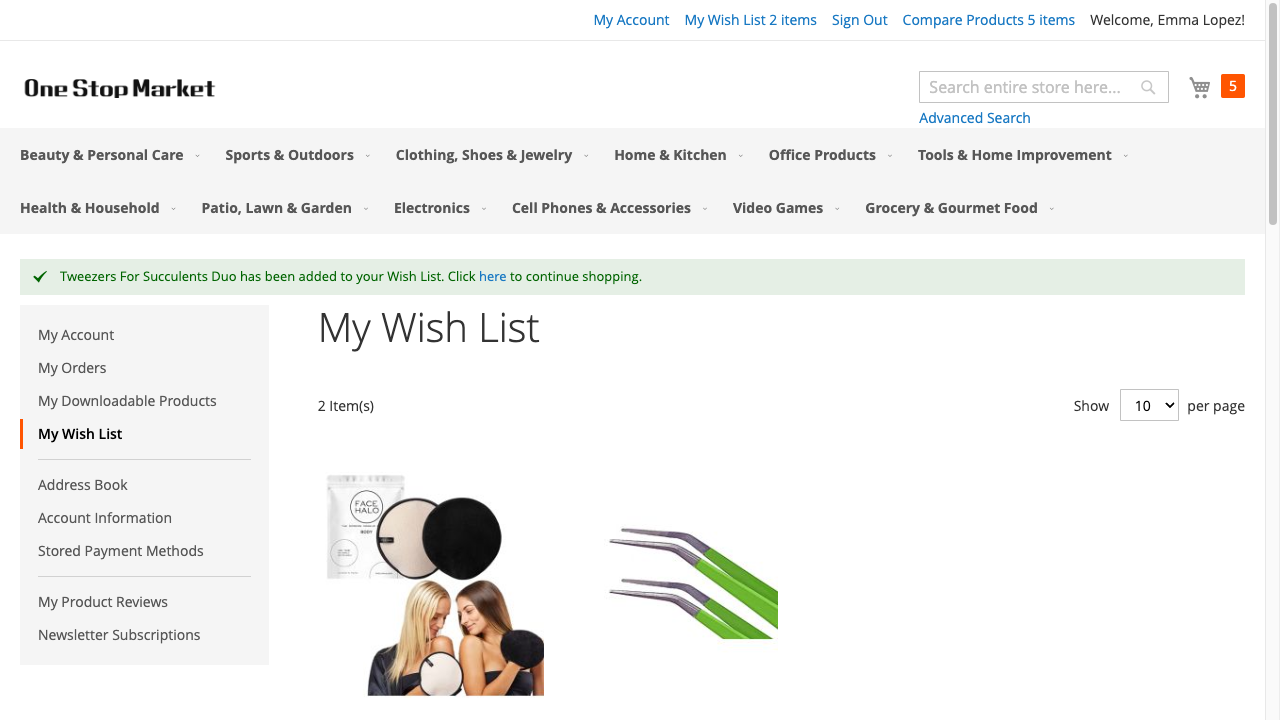 My Account My Wish List 2 items Sign Out Compare Products 5 items Welcome, Emma Lopez!
One Stop Market
Search entire store here...
5
Advanced Search
Beauty & Personal Care Sports & Outdoors Clothing, Shoes & Jewelry Home & Kitchen Office Products Tools & Home Improvement
Health & Household Patio, Lawn & Garden Electronics Cell Phones & Accessories Video Games Grocery & Gourmet Food
Tweezers For Succulents Duo has been added to your Wish List. Click here to continue shopping.
My Account
My Orders
My Downloadable Products
My Wish List
Address Book
Account Information
Stored Payment Methods
My Product Reviews
Newsletter Subscriptions
My Wish List
2 Item(s)
Show 10 per page
FACE
HALO